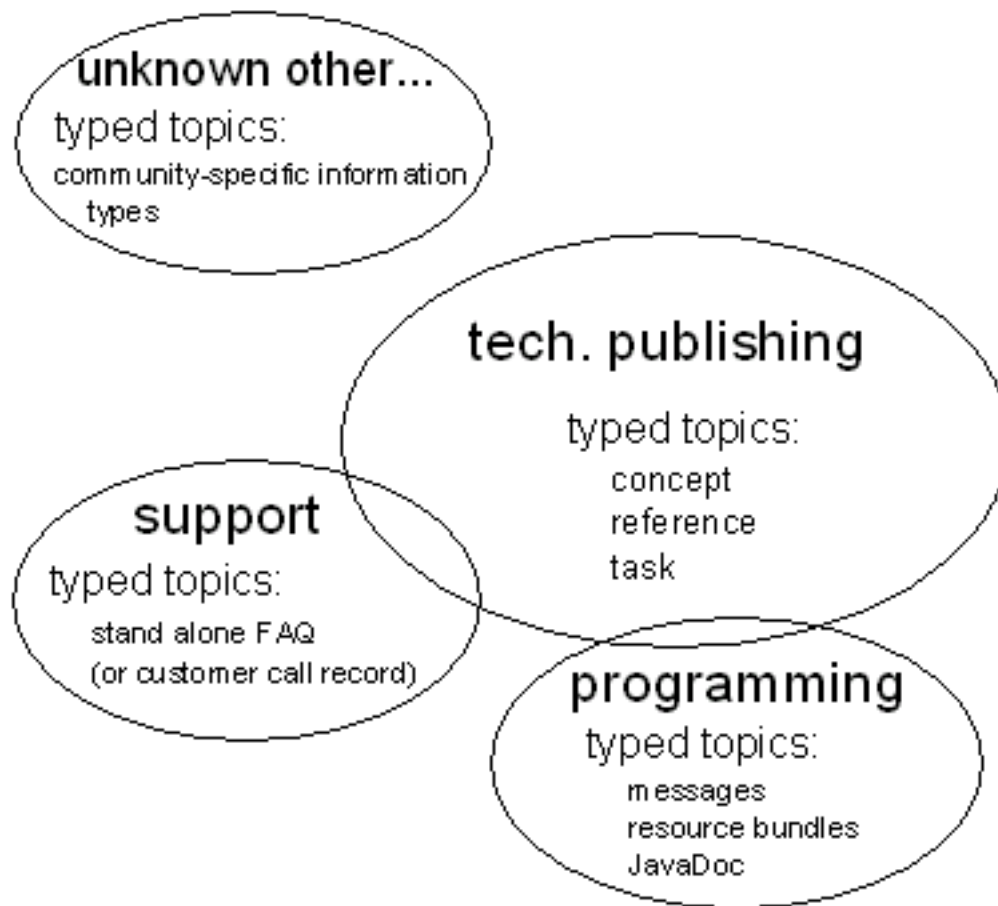 unknown other...
typed topics:
community-specific information
types
tech. publishing
typed topics:
concept
reference
task
support
typed topics:
stand alone FAQ
(or customer call record)
programming
typed topics:
messages
resource bundles
JavaDoc